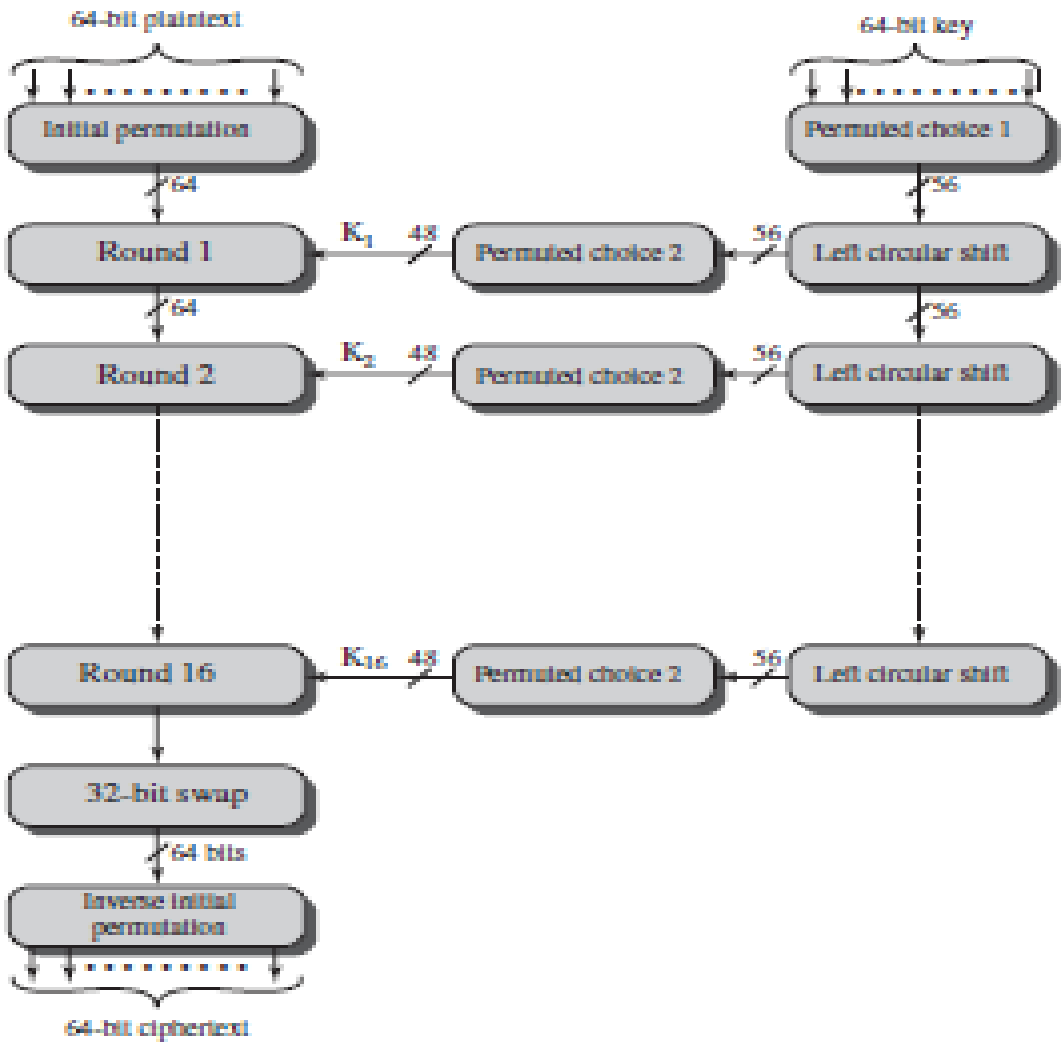 64-bit plaintext
64-bit key
Initial permutation
Permuted choice 1
64
56
Round 1
K1
48
Permuted choice 2
56
Left circular shift
64
56
Round 2
K2
48
Permuted choice 2
56
Left circular shift
Round 16
K16
48
Permuted choice 2
56
Left circular shift
32-bit swap
64 bits
Inverse initial
permutation
64-bit ciphertext